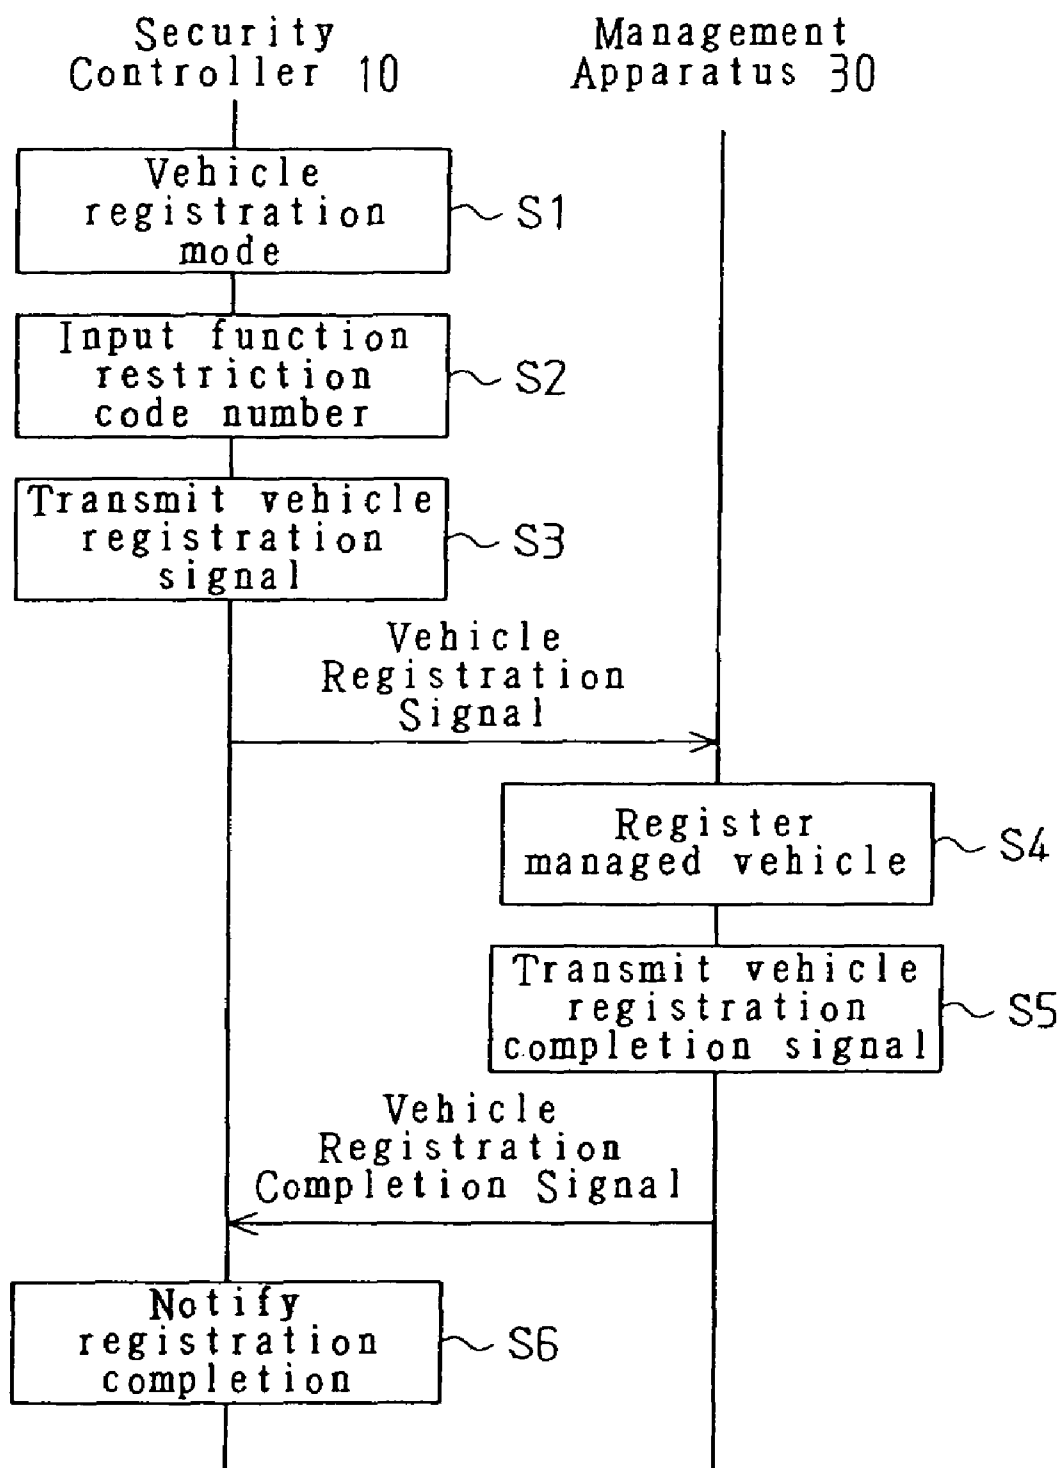 Security
Controller 10
Management
Apparatus 30
Vehicle
registration
mode
S1
Input function
restriction
code number
S2
Transmit vehicle
registration
signal
S3
Vehicle
Registration
Signal
Register
managed vehicle
S4
Transmit vehicle
registration
completion signal
S5
Vehicle
Registration
Completion Signal
Notify
registration
completion
S6